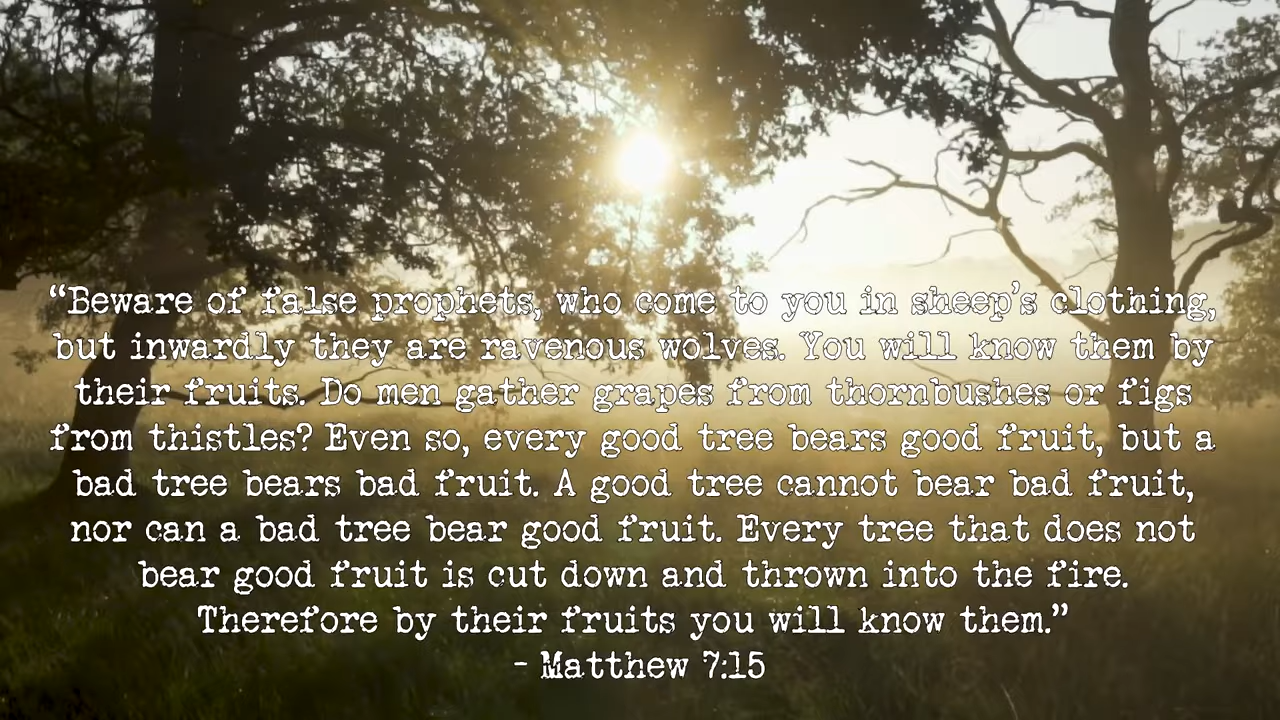 “Beware of false prophets, who come to you in sheep’s clothing,
but inwardly they are ravenous wolves. You will know them by
their fruits. Do men gather grapes from thornbushes or figs
from thistles? Even so, every good tree bears good fruit, but a
bad tree bears bad fruit. A good tree cannot bear bad fruit,
nor can a bad tree bear good fruit. Every tree that does not
bear good fruit is cut down and thrown into the fire.
Therefore by their fruits you will know them.”
- Matthew 7:15